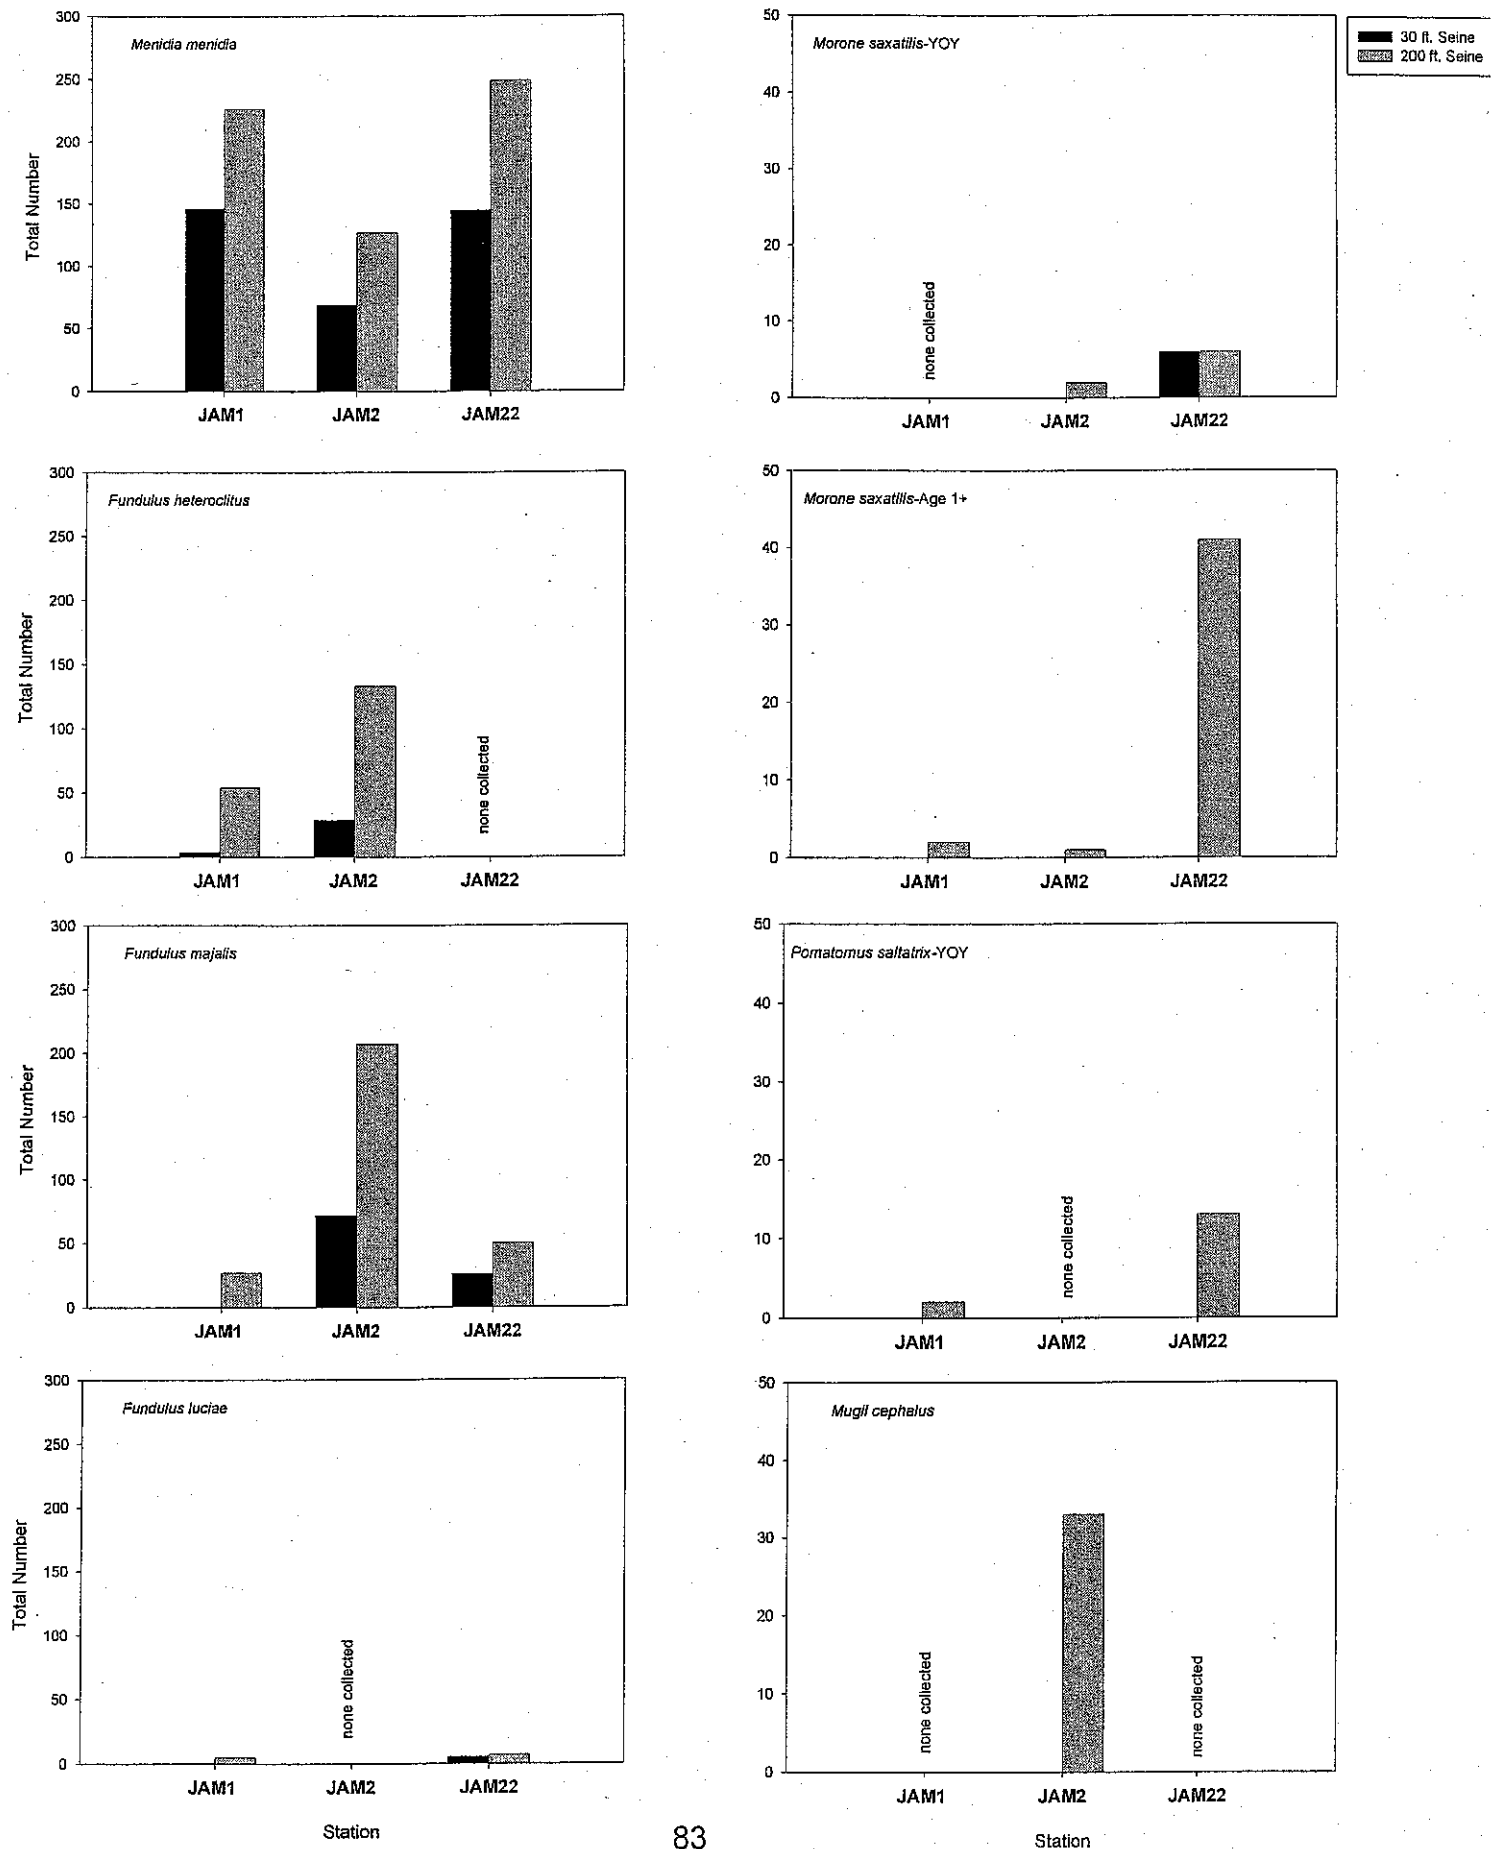 300
250
200
150
100
50
0
Total Number
Menidia menidia
JAM1 JAM2 JAM22
50
40
30
20
10
0
Morone saxatilis-YOY
none collected
JAM1 JAM2 JAM22
30 ft. Seine
200 ft. Seine
300
250
200
150
100
50
0
Total Number
Fundulus heteroclitus
none collected
JAM1 JAM2 JAM22
50
40
30
20
10
0
Morone saxatilis-Age 1+
JAM1 JAM2 JAM22
300
250
200
150
100
50
0
Total Number
Fundulus majalis
JAM1 JAM2 JAM22
50
40
30
20
10
0
Pomatomus saltatrix-YOY
none collected
JAM1 JAM2 JAM22
300
250
200
150
100
50
0
Total Number
Fundulus luciae
none collected
JAM1 JAM2 JAM22
Station
50
40
30
20
10
0
Mugil cephalus
none collected
none collected
JAM1 JAM2 JAM22
Station
83